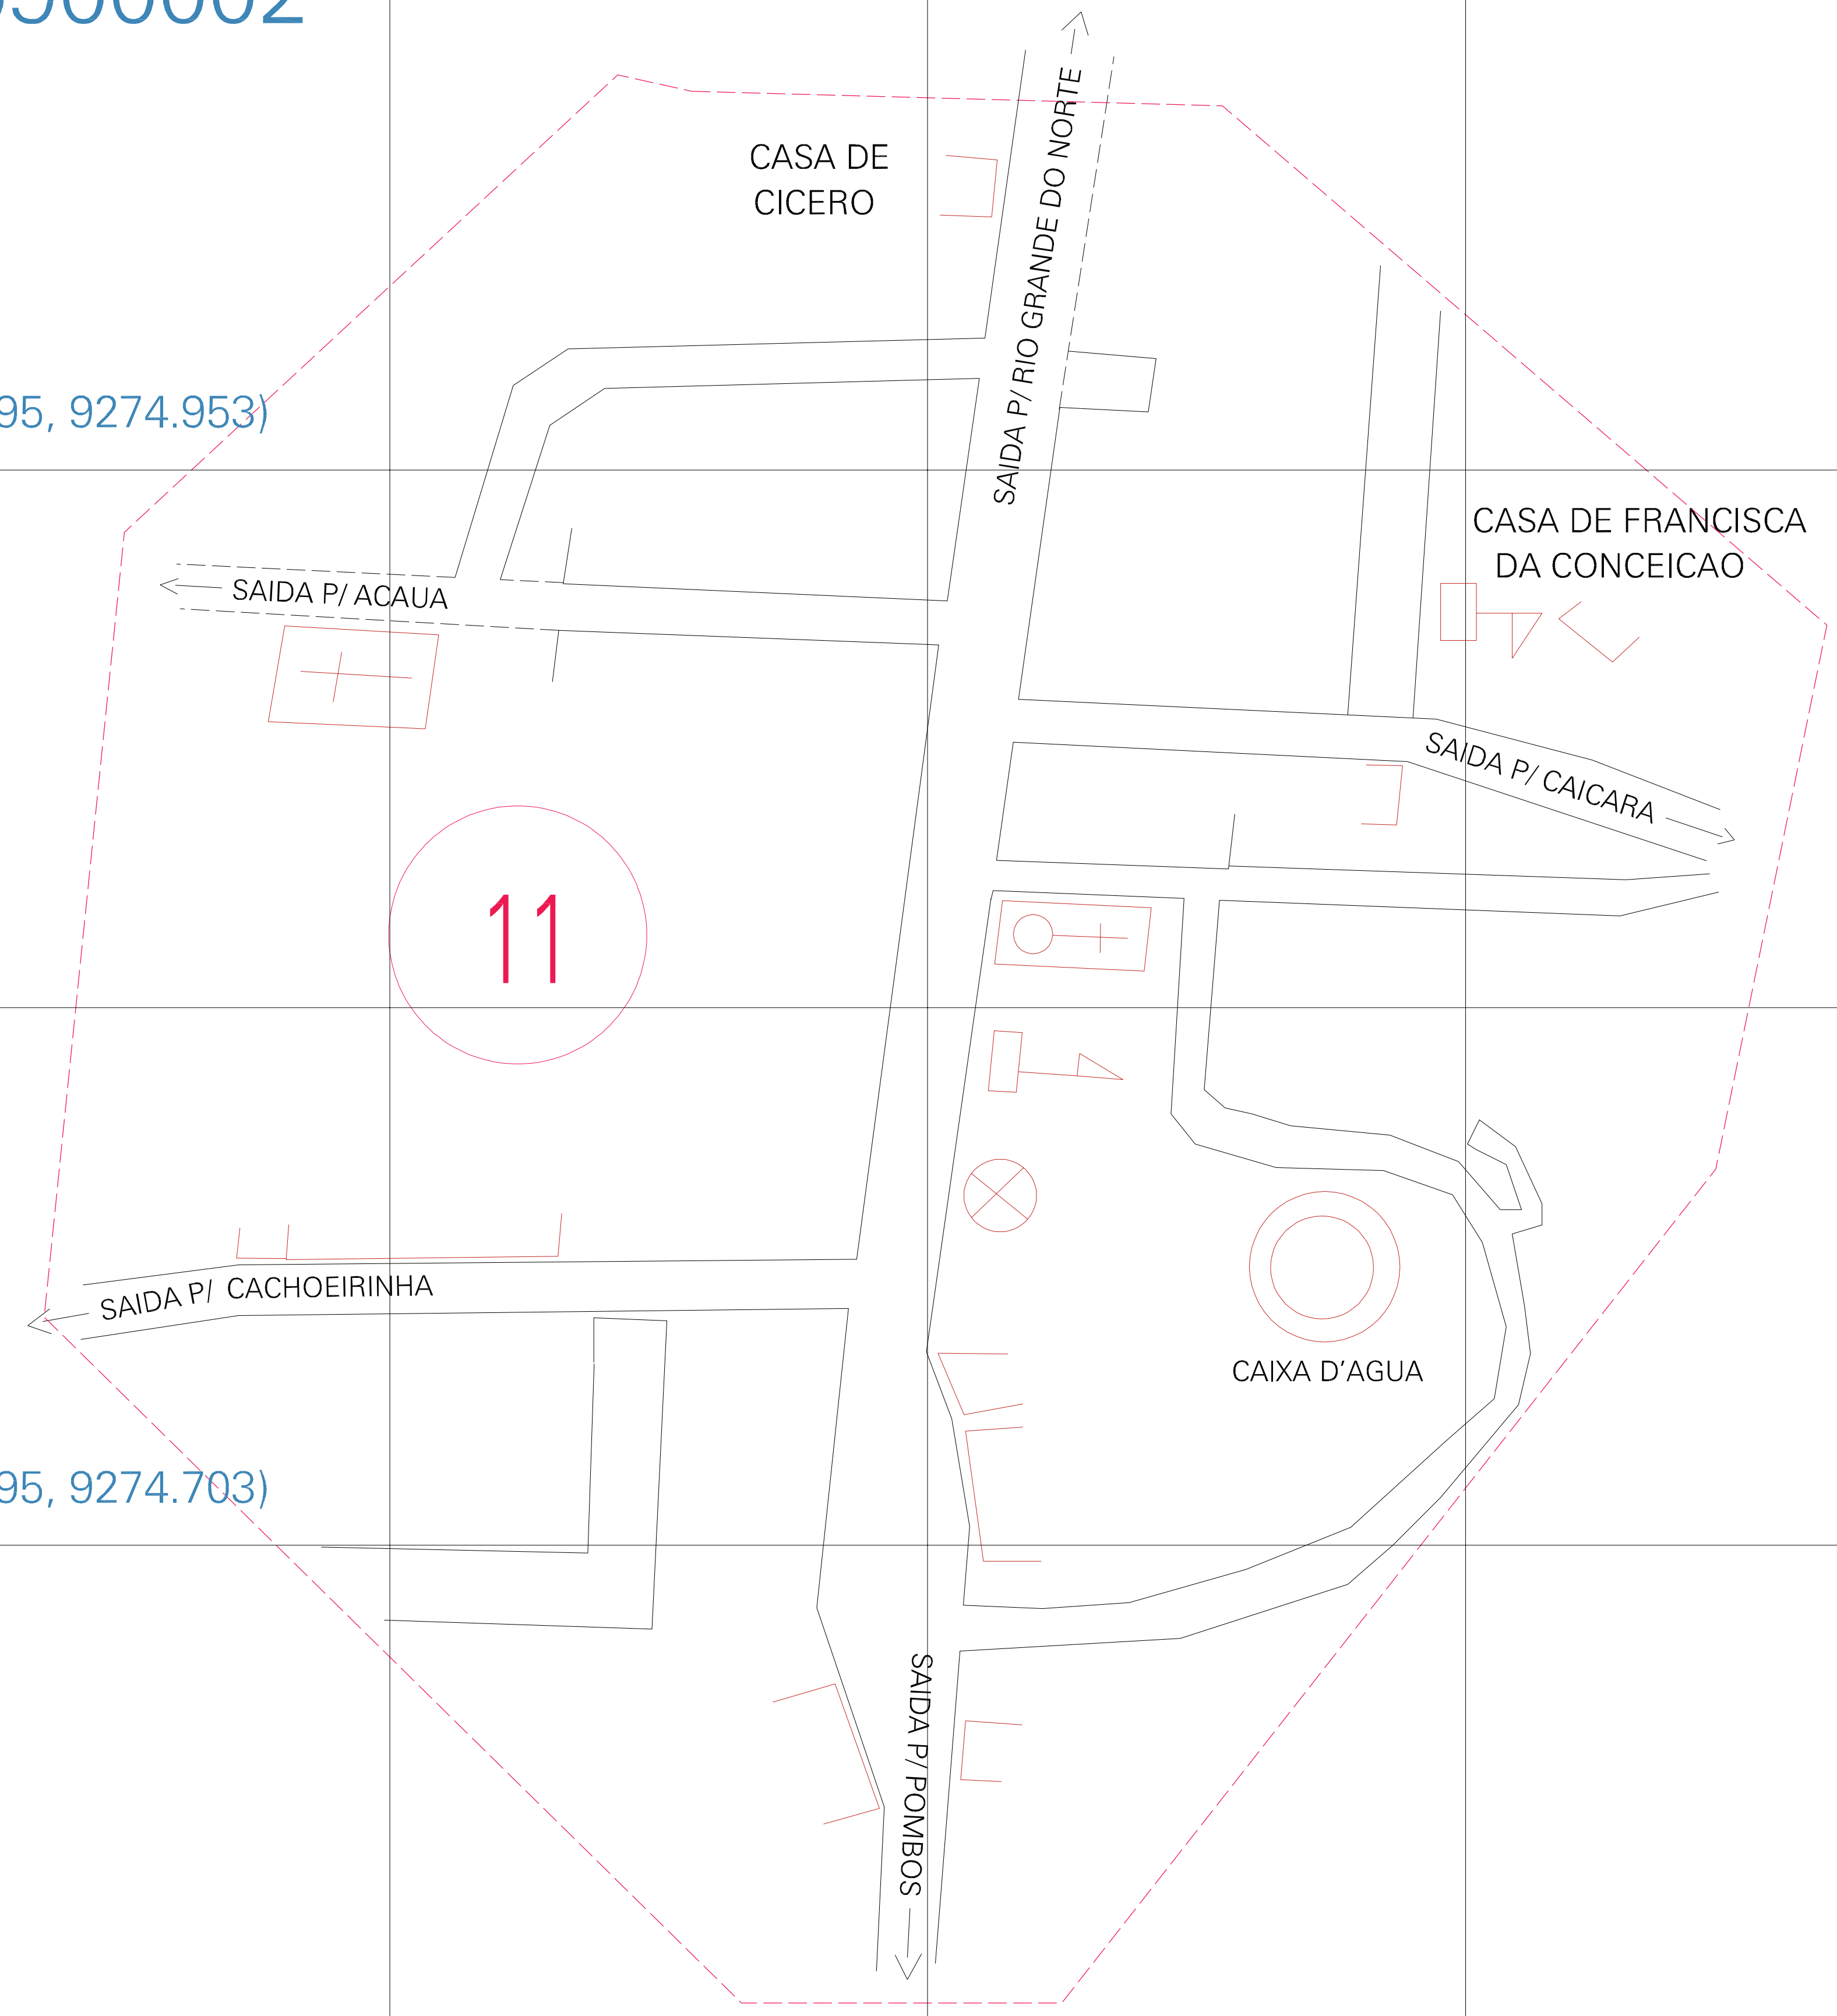 CASA DE
CICERO
SAIDA P/ RIO GRANDE DO NORTE
95, 9274.953)
CASA DE FRANCISCA
DA CONCEICAO
SAIDA P/ ACAUA
SAIDA P/ CAICARA
11
SAIDA P/ CACHOEIRINHA
CAIXA D'AGUA
95, 9274.703)
SAIDA P/ POMBOS